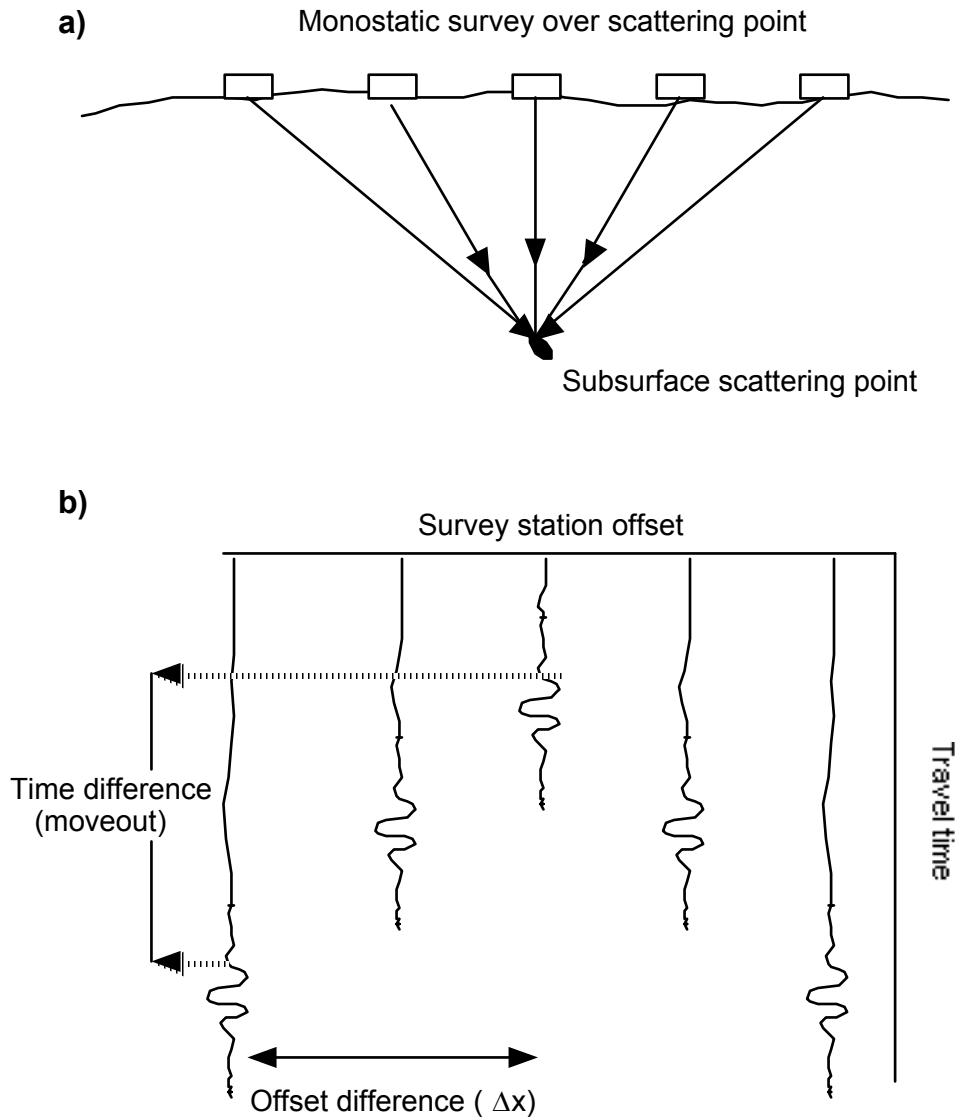 a)
Monostatic survey over scattering point
Subsurface scattering point
b)
Survey station offset
Time difference
(moveout)
Travel time
Offset difference ( Δx)